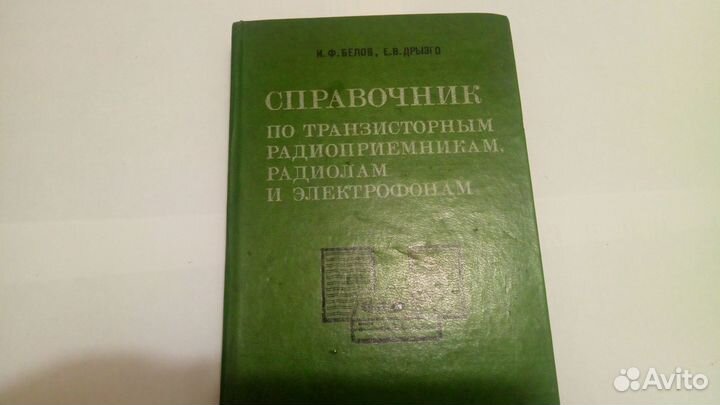 И. Ф. БЕЛОВ, Е. В. ДРЫЗГО
СПРАВОЧНИК
ПО ТРАНЗИСТОРНЫМ
РАДИОПРИЕМНИКАМ,
РАДИОЛАМ
И ЭЛЕКТРОФОНАМ
Avito